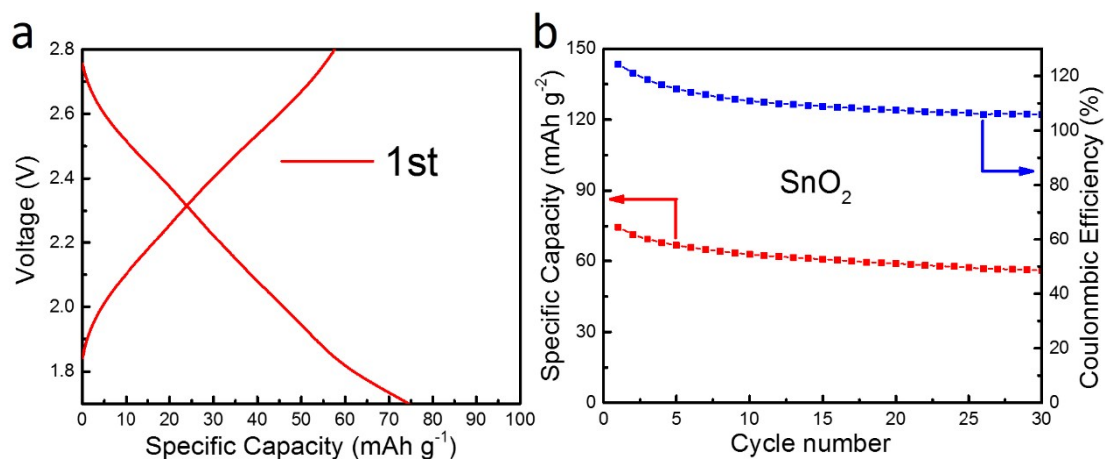 a
2.8
2.6
2.4
2.2
2.0
1.8
Voltage (V)
1st
0 10 20 30 40 50 60 70 80 90 100
Specific Capacity (mAh g⁻¹)
b
150
120
90
60
30
0
Specific Capacity (mAh g⁻²)
SnO₂
120
100
80
60
40
20
0
Coulonmbic Efficiency (%)
0 5 10 15 20 25 30
Cycle number